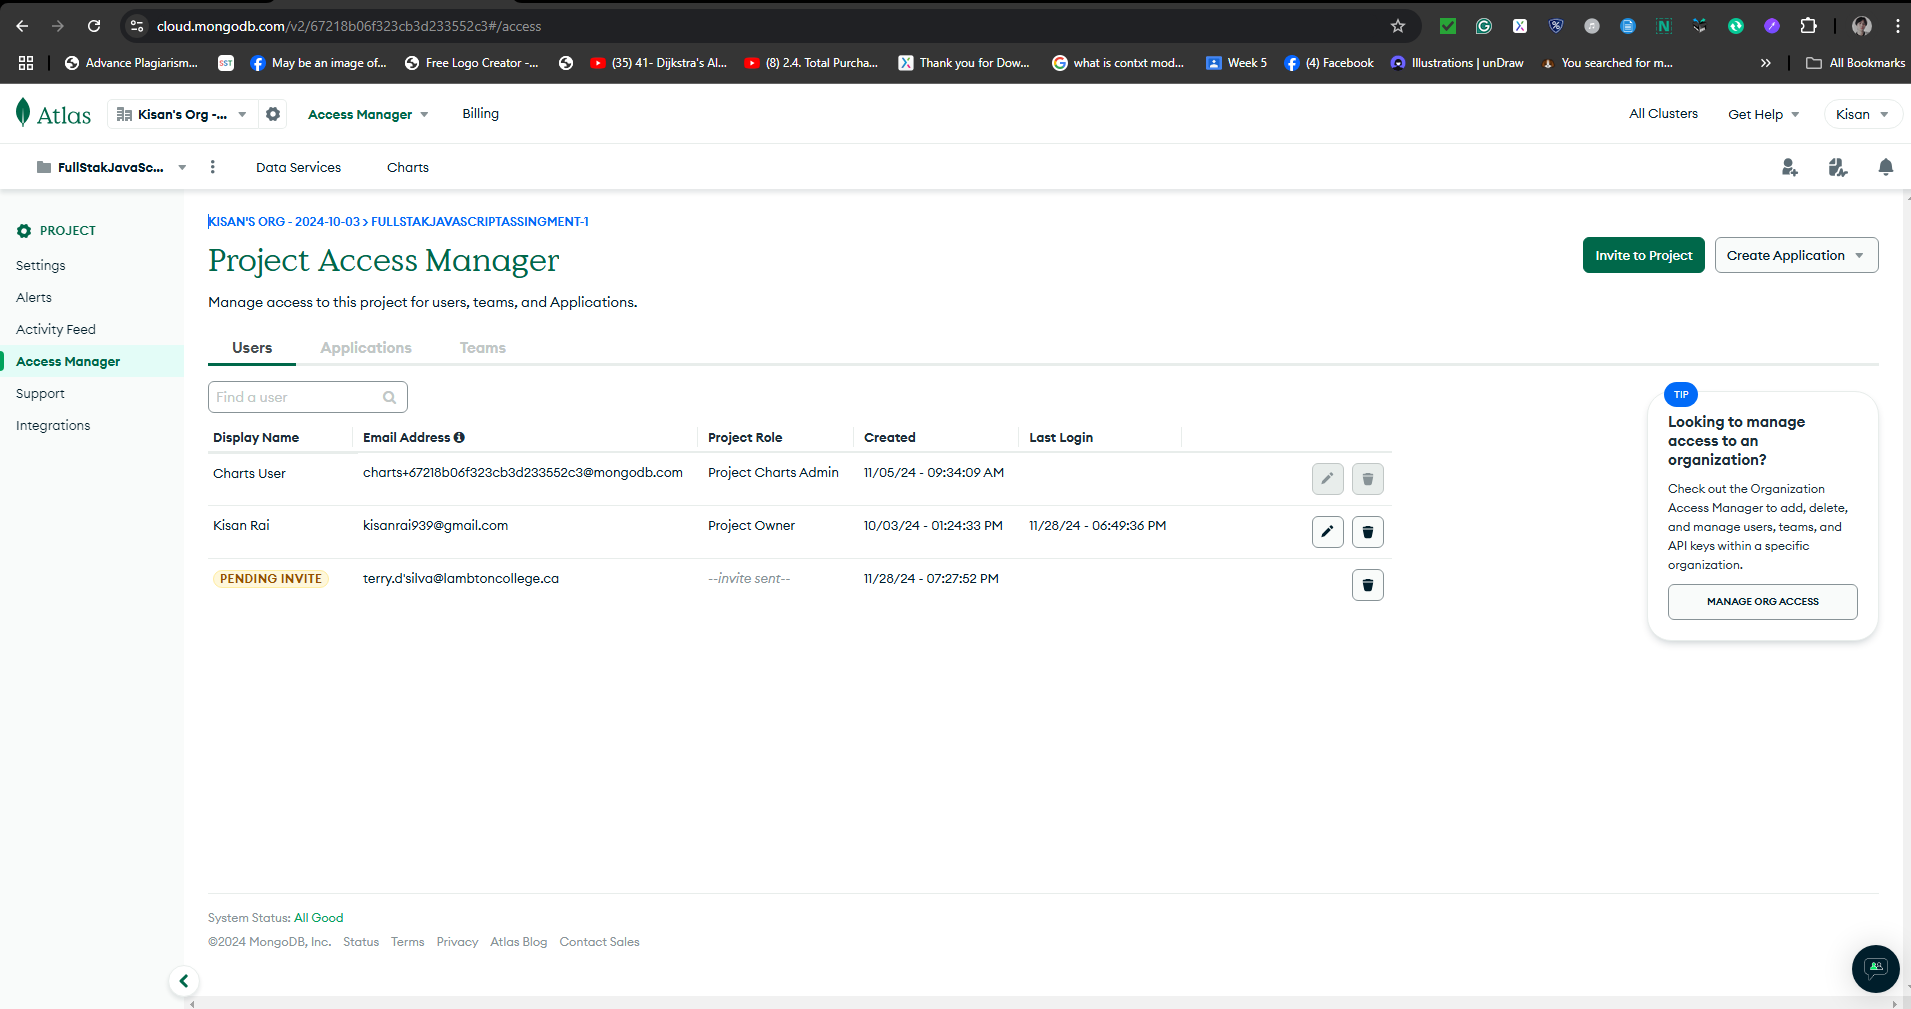 cloud.mongodb.com/v2/67218b06f323cb3d233552c3#/access
Advance Plagiarism... SST May be an image of... Free Logo Creator -... (35) 41- Dijkstra's Al... (8) 2.4. Total Purcha... Thank you for Dow... what is contxt mod... Week 5 (4) Facebook Illustrations | unDraw You searched for m... » All Bookmarks
Atlas Kisan's Org -... Access Manager Billing All Clusters Get Help Kisan
FullStakJavaSc... Data Services Charts
PROJECT
Settings
Alerts
Activity Feed
Access Manager
Support
Integrations
KISAN'S ORG - 2024-10-03 > FULLSTAKJAVASCRIPTASSINGMENT-1
Project Access Manager
Invite to Project Create Application
Manage access to this project for users, teams, and Applications.
Users Applications Teams
Find a user
Display Name Email Address Project Role Created Last Login
Charts User charts+67218b06f323cb3d233552c3@mongodb.com Project Charts Admin 11/05/24 - 09:34:09 AM
Kisan Rai kisanrai939@gmail.com Project Owner 10/03/24 - 01:24:33 PM 11/28/24 - 06:49:36 PM
PENDING INVITE terry.d'silva@lambtoncollege.ca --invite sent-- 11/28/24 - 07:27:52 PM
TIP
Looking to manage
access to an
organization?
Check out the Organization
Access Manager to add, delete,
and manage users, teams, and
API keys within a specific
organization.
MANAGE ORG ACCESS
System Status: All Good
©2024 MongoDB, Inc. Status Terms Privacy Atlas Blog Contact Sales